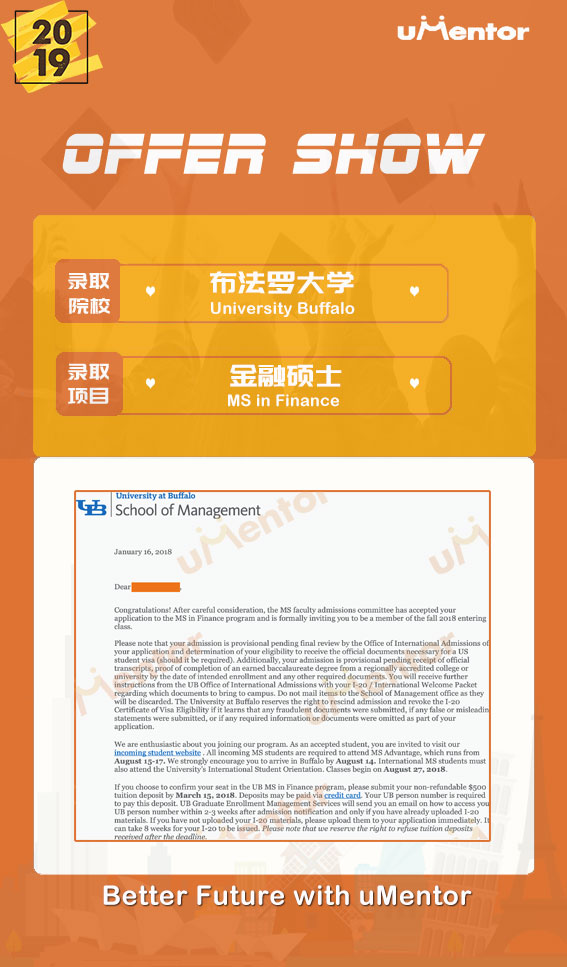 2019
uMentor
OFFER SHOW
录取院校
布法罗大学
University Buffalo
录取项目
金融硕士
MS in Finance
University at Buffalo
UB School of Management
January 16, 2018
Dear
Congratulations! After careful consideration, the MS faculty admissions committee has accepted your
application to the MS in Finance program and is formally inviting you to be a member of the fall 2018 entering
class.
Please note that your admission is provisional pending final review by the Office of International Admissions of
your application and determination of your eligibility to receive the official documents necessary for a US
student visa (should it be required). Additionally, your admission is provisional pending receipt of official
transcripts, proof of completion of an earned baccalaureate degree from a regionally accredited college or
university by the date of intended enrollment and any other required documents. You will receive further
instructions from the UB Office of International Admissions with your I-20 / International Welcome Packet
regarding which documents to bring to campus. Do not mail items to the School of Management office as they
will be discarded. The University at Buffalo reserves the right to rescind admission and revoke the I-20
Certificate of Visa Eligibility if it learns that any fraudulent documents were submitted, if any false or misleadin
statements were submitted, or if any required information or documents were omitted as part of your
application.
We are enthusiastic about you joining our program. As an accepted student, you are invited to visit our
incoming student website . All incoming MS students are required to attend MS Advantage, which runs from
August 15-17. We strongly encourage you to arrive in Buffalo by August 14. International MS students must
also attend the University's International Student Orientation. Classes begin on August 27, 2018.
If you choose to confirm your seat in the UB MS in Finance program, please submit your non-refundable $500
tuition deposit by March 15, 2018. Deposits may be paid via credit card. Your UB person number is required
to pay this deposit. UB Graduate Enrollment Management Services will send you an email on how to access you
UB person number within 2-3 weeks after admission notification and only if you have already uploaded I-20
materials. If you have not uploaded your I-20 materials, please upload them to your application immediately. It
can take 8 weeks for your I-20 to be issued. Please note that we reserve the right to refuse tuition deposits
received after the deadline.
Better Future with uMentor